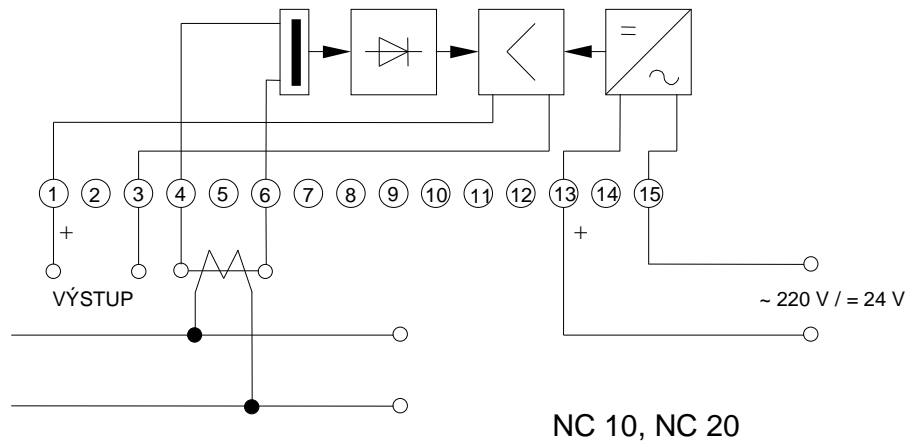 =
1 2 3 4 5 6 7 8 9 10 11 12 13 14 15
+ +
VÝSTUP
~ 220 V / = 24 V
NC 10, NC 20